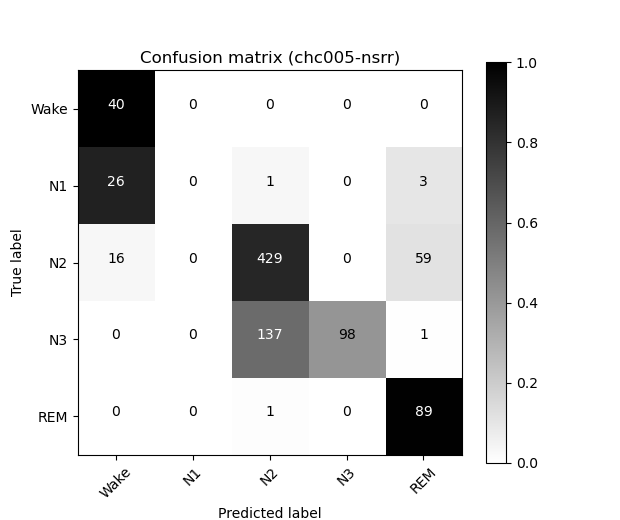 Confusion matrix (chc005-nsrr)
True label
Wake 40 0 0 0 0
N1 26 0 1 0 3
N2 16 0 429 0 59
N3 0 0 137 98 1
REM 0 0 1 0 89
Wake N1 N2 N3 REM
Predicted label
1.0
0.8
0.6
0.4
0.2
0.0